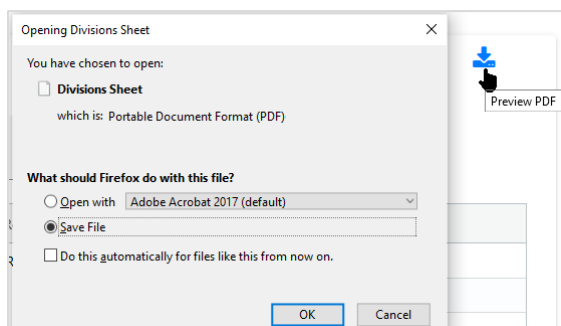 Opening Divisions Sheet
You have chosen to open:
Divisions Sheet
which is: Portable Document Format (PDF)
Preview PDF
What should Firefox do with this file?
Open with Adobe Acrobat 2017 (default)
Save File
Do this automatically for files like this from now on.
OK Cancel